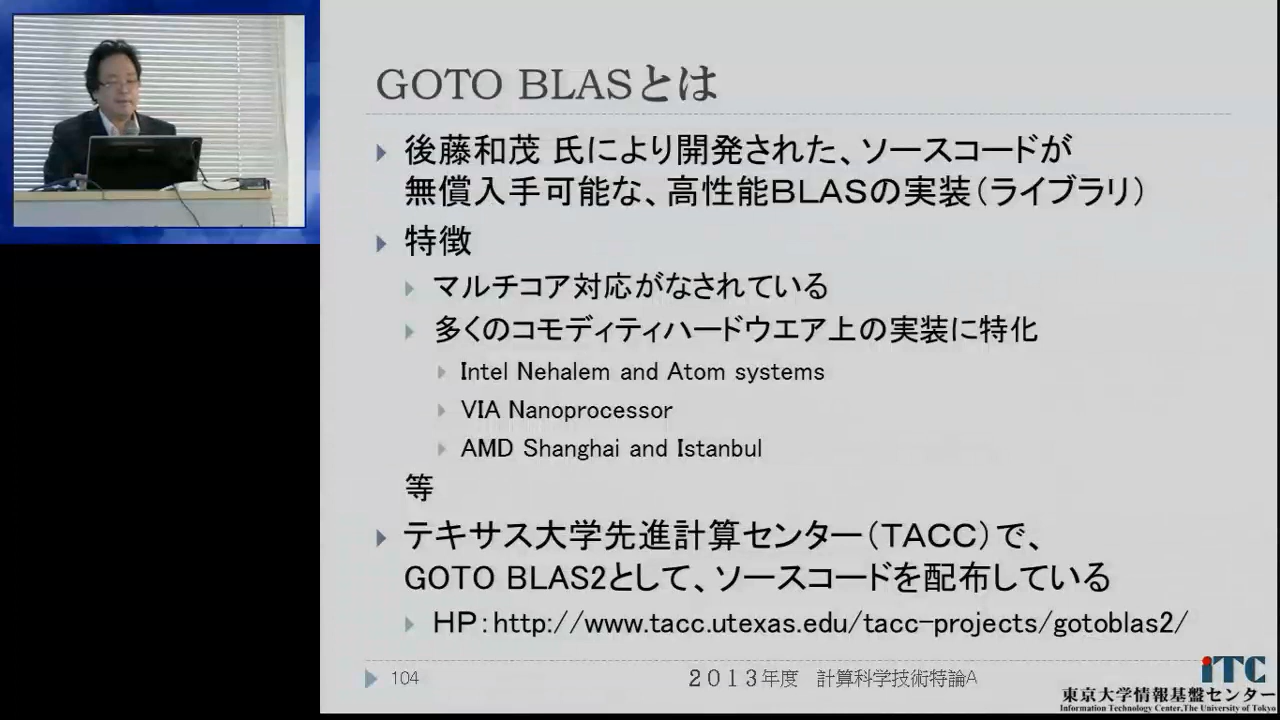 GOTO BLASとは
後藤和茂 氏により開発された、ソースコードが
無償入手可能な、高性能ＢＬＡＳの実装（ライブラリ）
特徴
マルチコア対応がなされている
多くのコモディティハードウエア上の実装に特化
Intel Nehalem and Atom systems
VIA Nanoprocessor
AMD Shanghai and Istanbul
等
テキサス大学先進計算センター（ＴＡＣＣ）で、
GOTO BLAS2として、ソースコードを配布している
ＨＰ：http://www.tacc.utexas.edu/tacc-projects/gotoblas2/
104
２０１３年度　計算科学技術特論A
iTC
東京大学情報基盤センター
Information Technology Center,The University of Tokyo